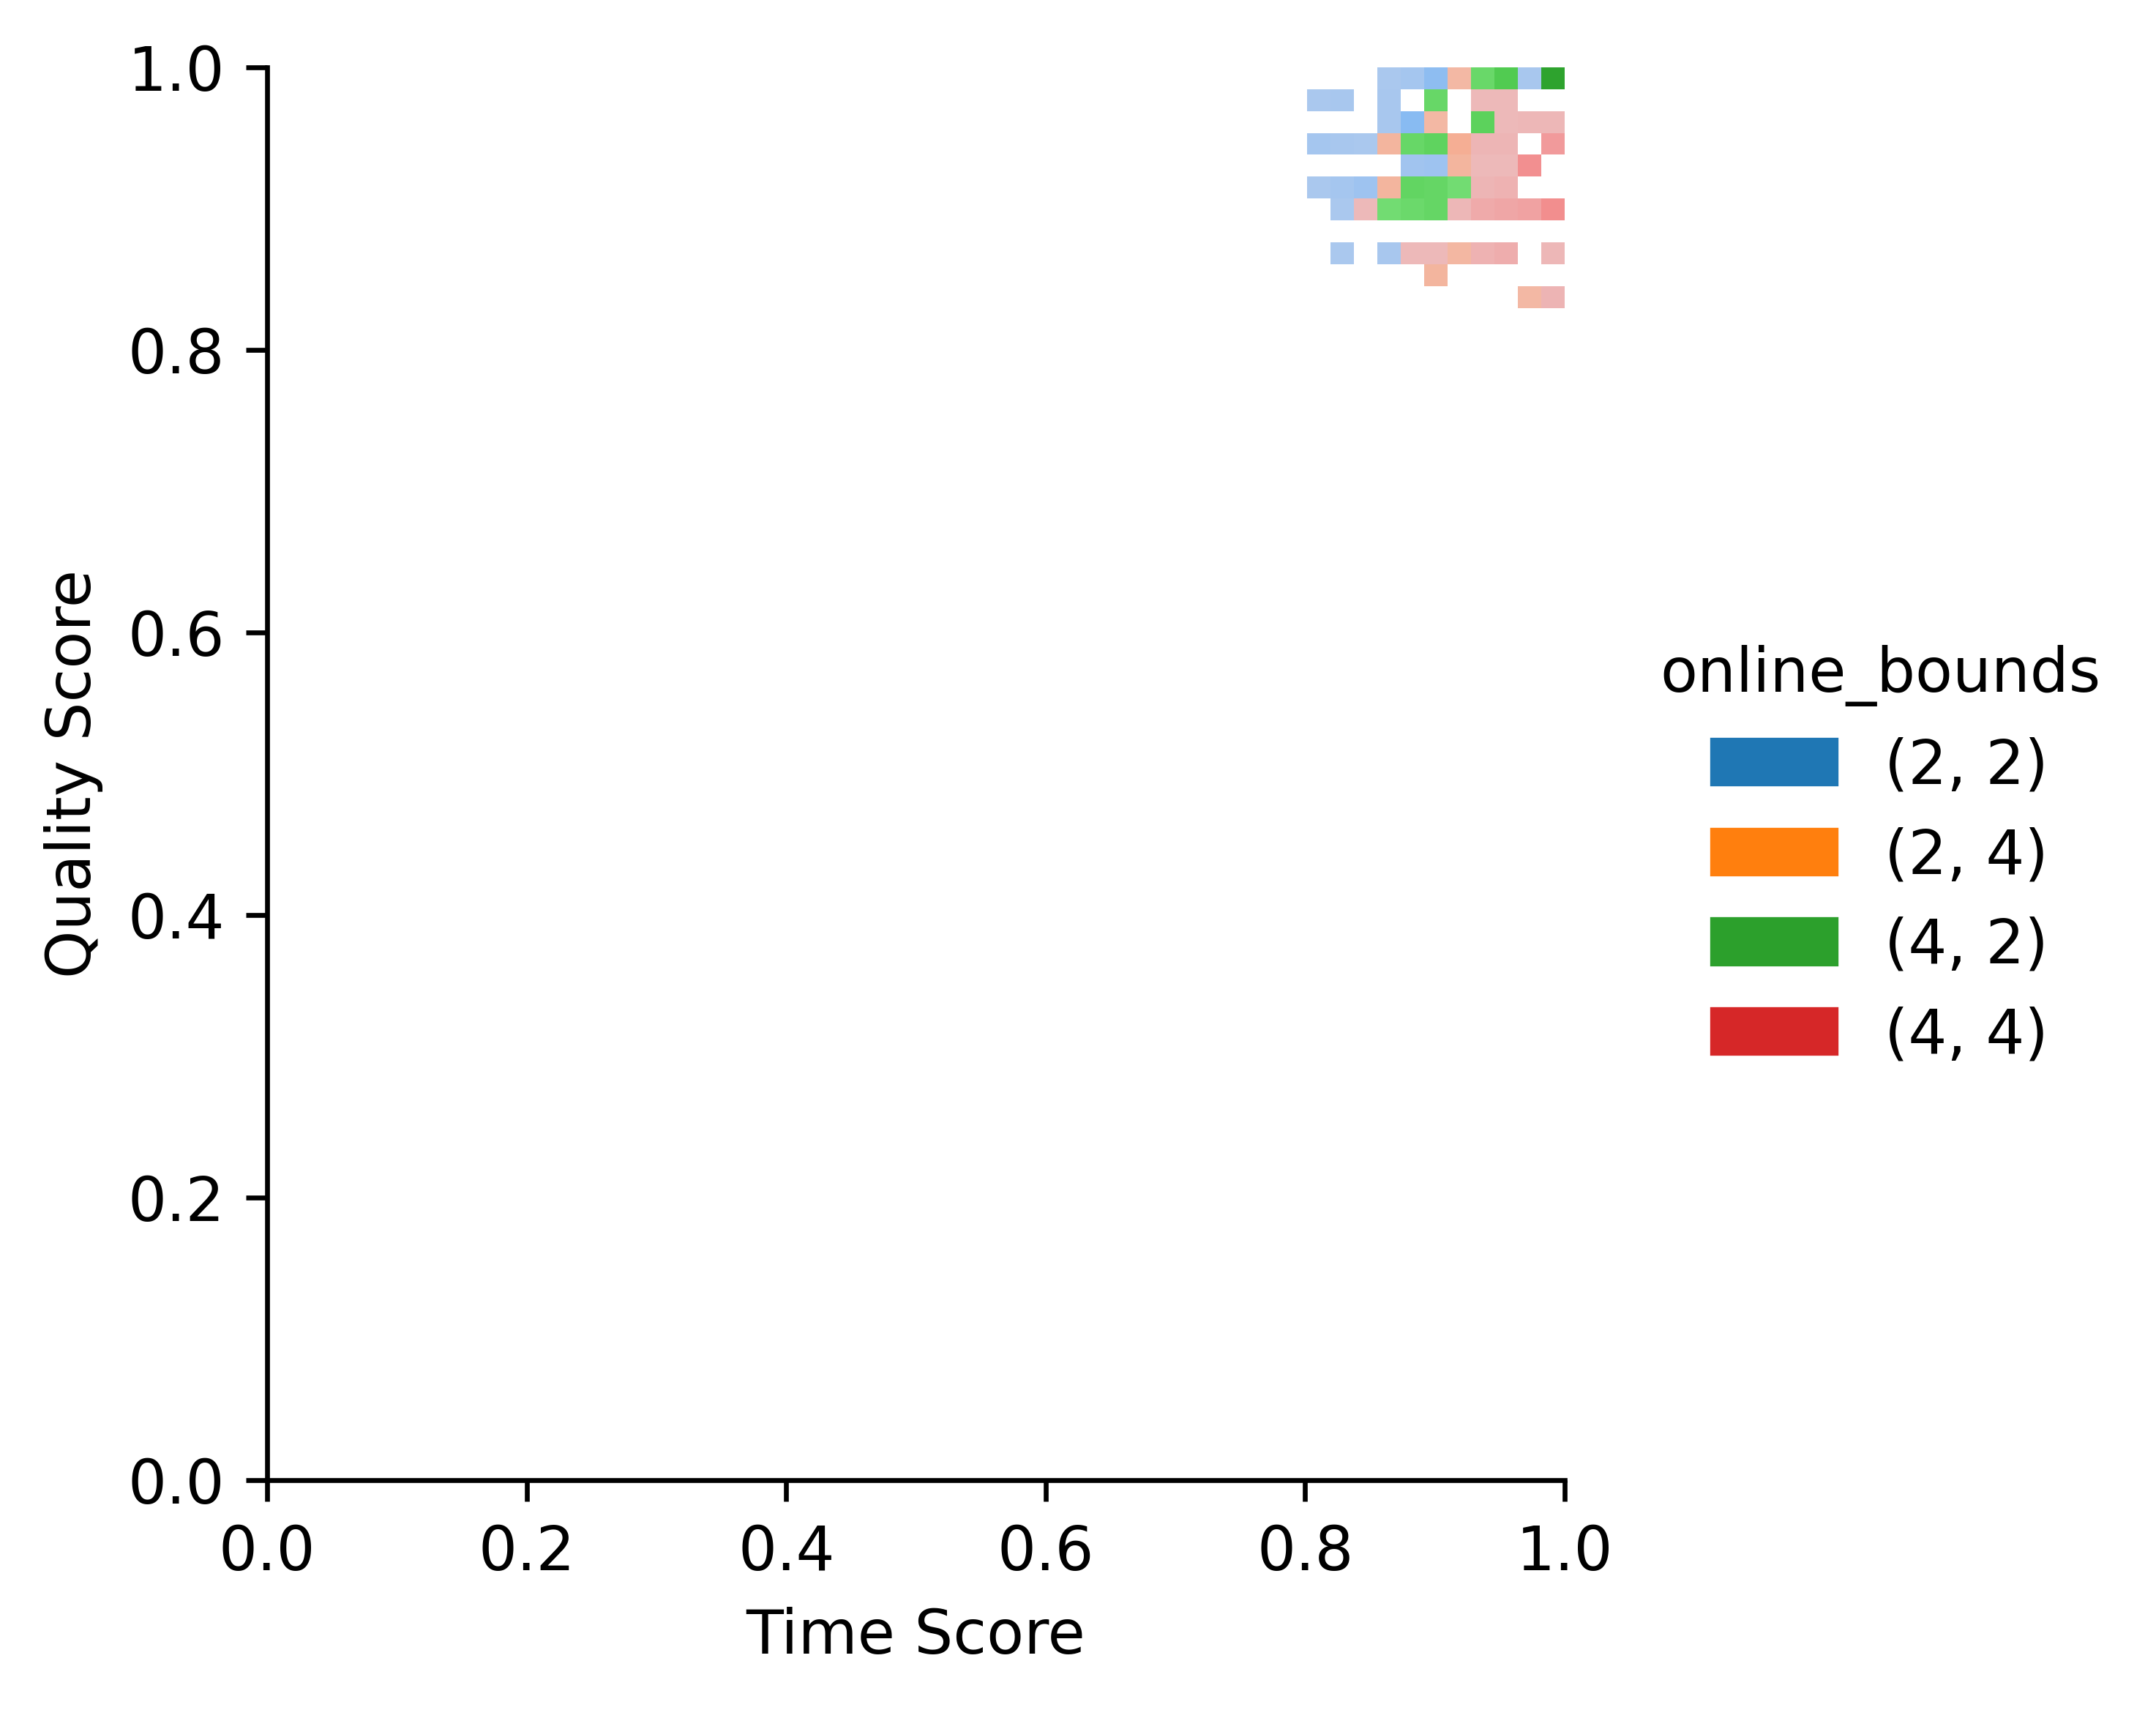 1.0
0.8
0.6
0.4
0.2
0.0
Quality Score
0.0 0.2 0.4 0.6 0.8 1.0
Time Score
online_bounds
(2, 2)
(2, 4)
(4, 2)
(4, 4)